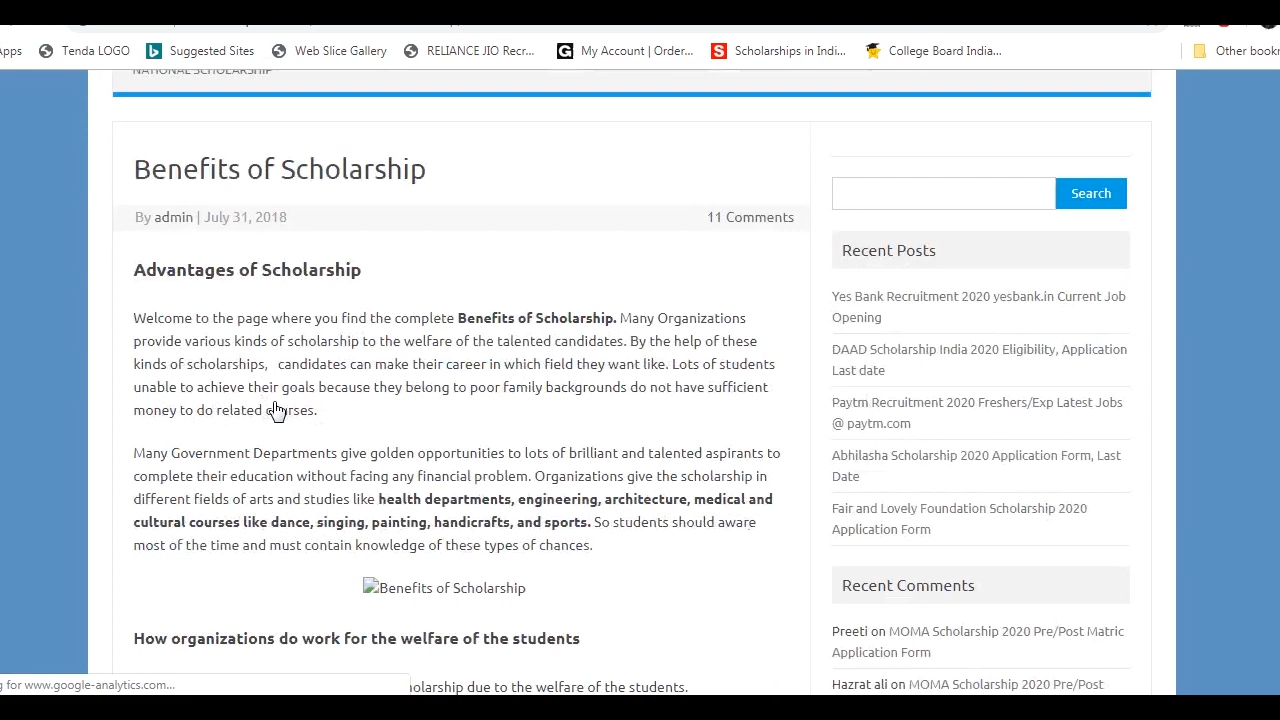 Apps
Tenda LOGO
Suggested Sites
Web Slice Gallery
RELIANCE JIO Recr...
My Account | Order...
Scholarships in Indi...
College Board India...
Other book
NATIONAL SCHOLARSHIP
Benefits of Scholarship
By admin | July 31, 2018
11 Comments
Advantages of Scholarship
Welcome to the page where you find the complete Benefits of Scholarship. Many Organizations
provide various kinds of scholarship to the welfare of the talented candidates. By the help of these
kinds of scholarships, candidates can make their career in which field they want like. Lots of students
unable to achieve their goals because they belong to poor family backgrounds do not have sufficient
money to do related courses.
Many Government Departments give golden opportunities to lots of brilliant and talented aspirants to
complete their education without facing any financial problem. Organizations give the scholarship in
different fields of arts and studies like health departments, engineering, architecture, medical and
cultural courses like dance, singing, painting, handicrafts, and sports. So students should aware
most of the time and must contain knowledge of these types of chances.
Benefits of Scholarship
How organizations do work for the welfare of the students
olarship due to the welfare of the students.
Search
Recent Posts
Yes Bank Recruitment 2020 yesbank.in Current Job
Opening
DAAD Scholarship India 2020 Eligibility, Application
Last date
Paytm Recruitment 2020 Freshers/Exp Latest Jobs
@ paytm.com
Abhilasha Scholarship 2020 Application Form, Last
Date
Fair and Lovely Foundation Scholarship 2020
Application Form
Recent Comments
Preeti on MOMA Scholarship 2020 Pre/Post Matric
Application Form
Hazrat ali on MOMA Scholarship 2020 Pre/Post
g for www.google-analytics.com...